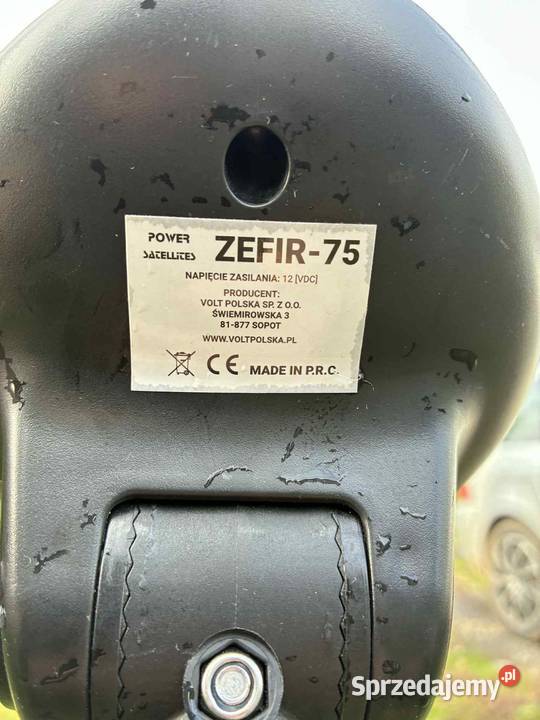 POWER SATELLITES
ZEFIR-75
NAPIĘCIE ZASILANIA: 12 [VDC]
PRODUCENT:
VOLT POLSKA SP. Z O.O.
ŚWIEMIROWSKA 3
81-877 SOPOT
WWW.VOLTPOLSKA.PL
CE MADE IN P.R.C.
Sprzedajemy.pl